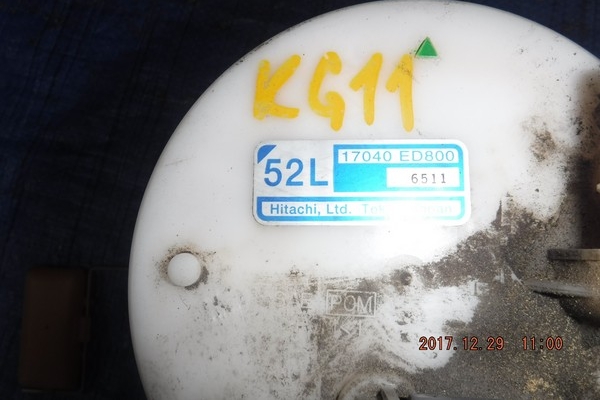 KG11
52L
17040 ED800
6511
Hitachi, Ltd.
POM
2017.12.29 11:00